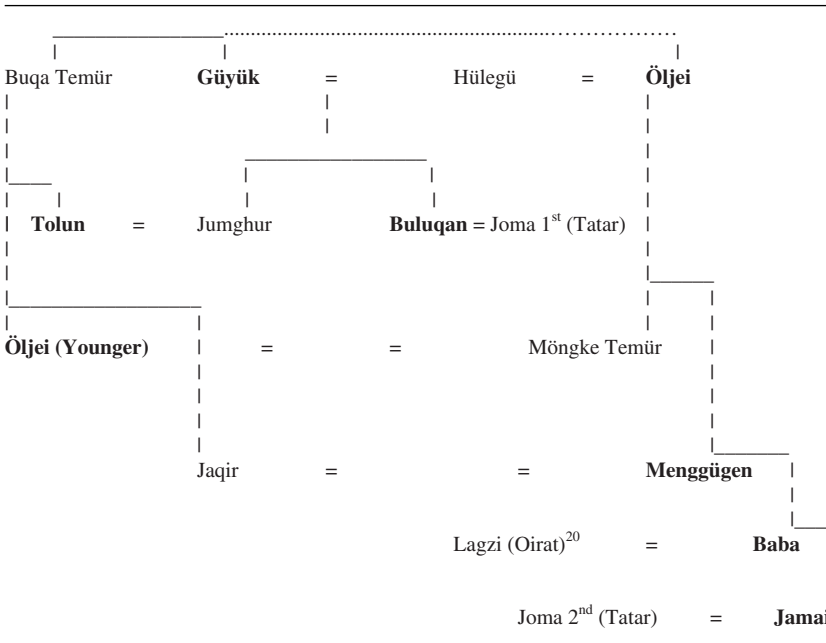 Buqa Temür Güyük = Hülegü = Öljei
Tolun = Jumghur Buluqan = Joma 1st (Tatar)
Öljei (Younger) = = Möngke Temür
Jaqir = = Menggügen
Lagzi (Oirat)20 = Baba
Joma 2nd (Tatar) = Jamai